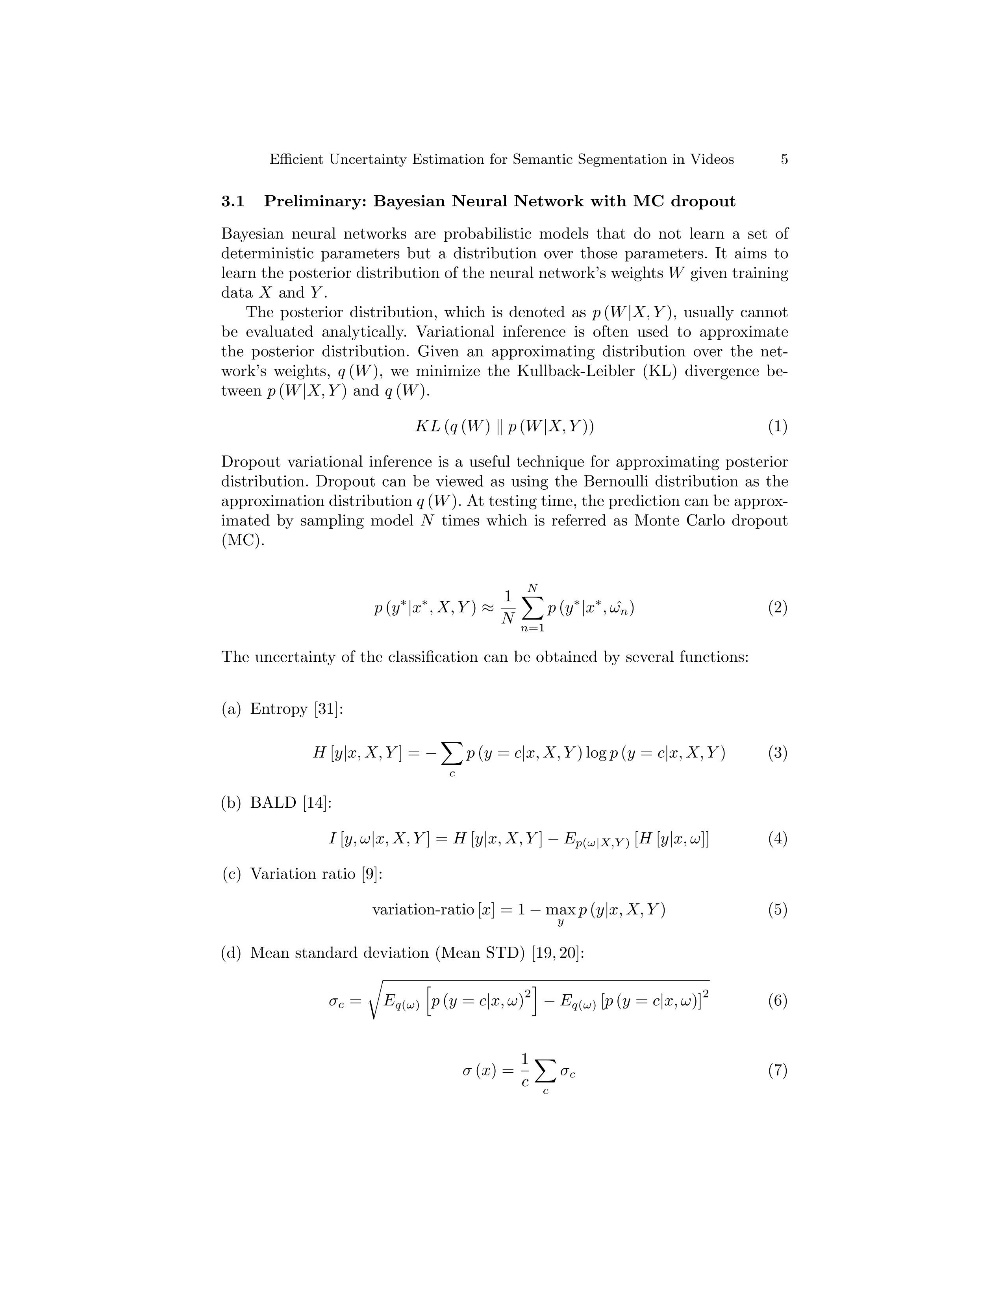 Efficient Uncertainty Estimation for Semantic Segmentation in Videos 5
3.1 Preliminary: Bayesian Neural Network with MC dropout
Bayesian neural networks are probabilistic models that do not learn a set of
deterministic parameters but a distribution over those parameters. It aims to
learn the posterior distribution of the neural network's weights W given training
data X and Y.
The posterior distribution, which is denoted as p (W|X, Y), usually cannot
be evaluated analytically. Variational inference is often used to approximate
the posterior distribution. Given an approximating distribution over the net-
work's weights, q (W), we minimize the Kullback-Leibler (KL) divergence be-
tween p (W|X, Y) and q (W).
KL (q (W) ∥ p (W|X, Y)) (1)
Dropout variational inference is a useful technique for approximating posterior
distribution. Dropout can be viewed as using the Bernoulli distribution as the
approximation distribution q (W). At testing time, the prediction can be approx-
imated by sampling model N times which is referred as Monte Carlo dropout
(MC).
p (y*|x*, X, Y) ≈ \frac{1}{N} \sum_{n=1}^{N} p (y*|x*, \hat{ω_n}) (2)
The uncertainty of the classification can be obtained by several functions:
(a) Entropy [31]:
H [y|x, X, Y] = − \sum_{c} p (y = c|x, X, Y) log p (y = c|x, X, Y) (3)
(b) BALD [14]:
I [y, ω|x, X, Y] = H [y|x, X, Y] − E_{p(ω|X,Y)} [H [y|x, ω]] (4)
(c) Variation ratio [9]:
variation-ratio [x] = 1 − \max_{y} p (y|x, X, Y) (5)
(d) Mean standard deviation (Mean STD) [19, 20]:
σ_c = \sqrt{E_{q(ω)} [p (y = c|x, ω)^2] − E_{q(ω)} [p (y = c|x, ω)]^2} (6)
σ (x) = \frac{1}{c} \sum_{c} σ_c (7)